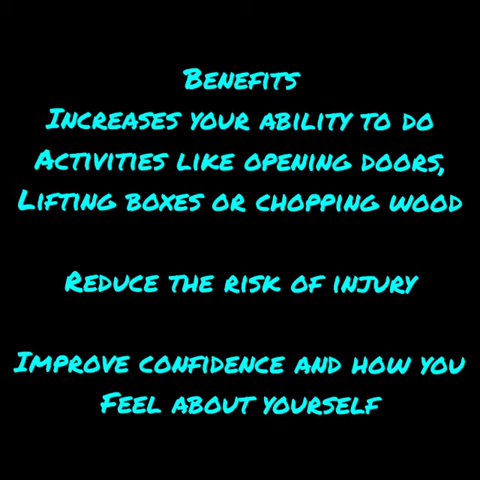 Benefits
Increases your ability to do
Activities like opening doors,
Lifting boxes or chopping wood
Reduce the risk of injury
Improve confidence and how you
Feel about yourself